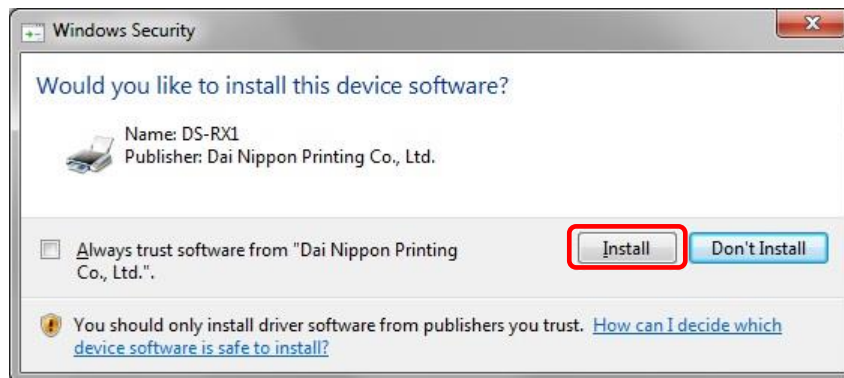 Windows Security
Would you like to install this device software?
Name: DS-RX1
Publisher: Dai Nippon Printing Co., Ltd.
Always trust software from "Dai Nippon Printing
Co., Ltd.".
Install
Don't Install
You should only install driver software from publishers you trust. How can I decide which
device software is safe to install?